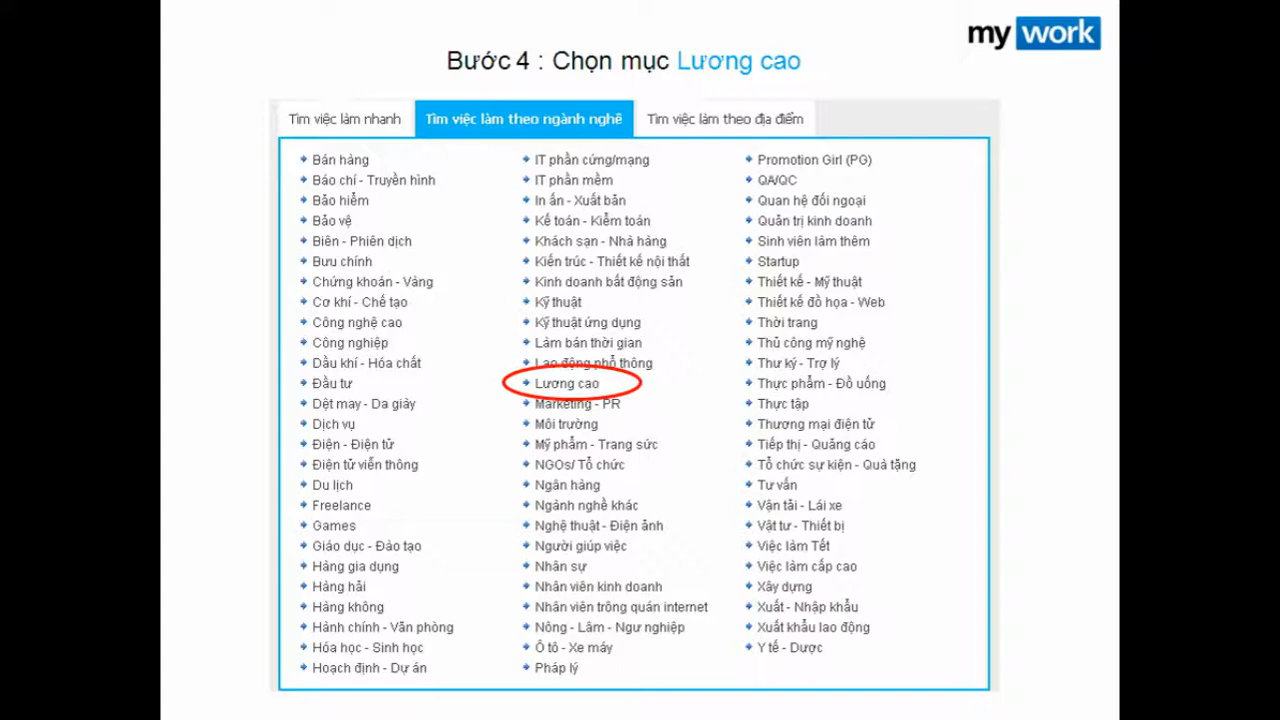 my work
Bước 4 : Chọn mục Lương cao
Tìm việc làm nhanh
Tìm việc làm theo ngành nghề
Tìm việc làm theo địa điểm
Bán hàng
Báo chí - Truyền hình
Bảo hiểm
Bảo vệ
Biên - Phiên dịch
Bưu chính
Chứng khoán - Vàng
Cơ khí - Chế tạo
Công nghệ cao
Công nghiệp
Dầu khí - Hóa chất
Đầu tư
Dệt may - Da giày
Dịch vụ
Điện - Điện tử
Điện tử viễn thông
Du lịch
Freelance
Games
Giáo dục - Đào tạo
Hàng gia dụng
Hàng hải
Hàng không
Hành chính - Văn phòng
Hóa học - Sinh học
Hoạch định - Dự án
IT phần cứng/mạng
IT phần mềm
In ấn - Xuất bản
Kế toán - Kiểm toán
Khách sạn - Nhà hàng
Kiến trúc - Thiết kế nội thất
Kinh doanh bất động sản
Kỹ thuật
Kỹ thuật ứng dụng
Làm bán thời gian
Lao động phổ thông
Lương cao
Marketing - PR
Môi trường
Mỹ phẩm - Trang sức
NGOs/ Tổ chức
Ngân hàng
Ngành nghề khác
Nghệ thuật - Điện ảnh
Người giúp việc
Nhân sự
Nhân viên kinh doanh
Nhân viên trông quán internet
Nông - Lâm - Ngư nghiệp
Ô tô - Xe máy
Pháp lý
Promotion Girl (PG)
QA/QC
Quan hệ đối ngoại
Quản trị kinh doanh
Sinh viên làm thêm
Startup
Thiết kế - Mỹ thuật
Thiết kế đồ họa - Web
Thời trang
Thủ công mỹ nghệ
Thư ký - Trợ lý
Thực phẩm - Đồ uống
Thực tập
Thương mại điện tử
Tiếp thị - Quảng cáo
Tổ chức sự kiện - Quà tặng
Tư vấn
Vận tải - Lái xe
Vật tư - Thiết bị
Việc làm Tết
Việc làm cấp cao
Xây dựng
Xuất - Nhập khẩu
Xuất khẩu lao động
Y tế - Dược